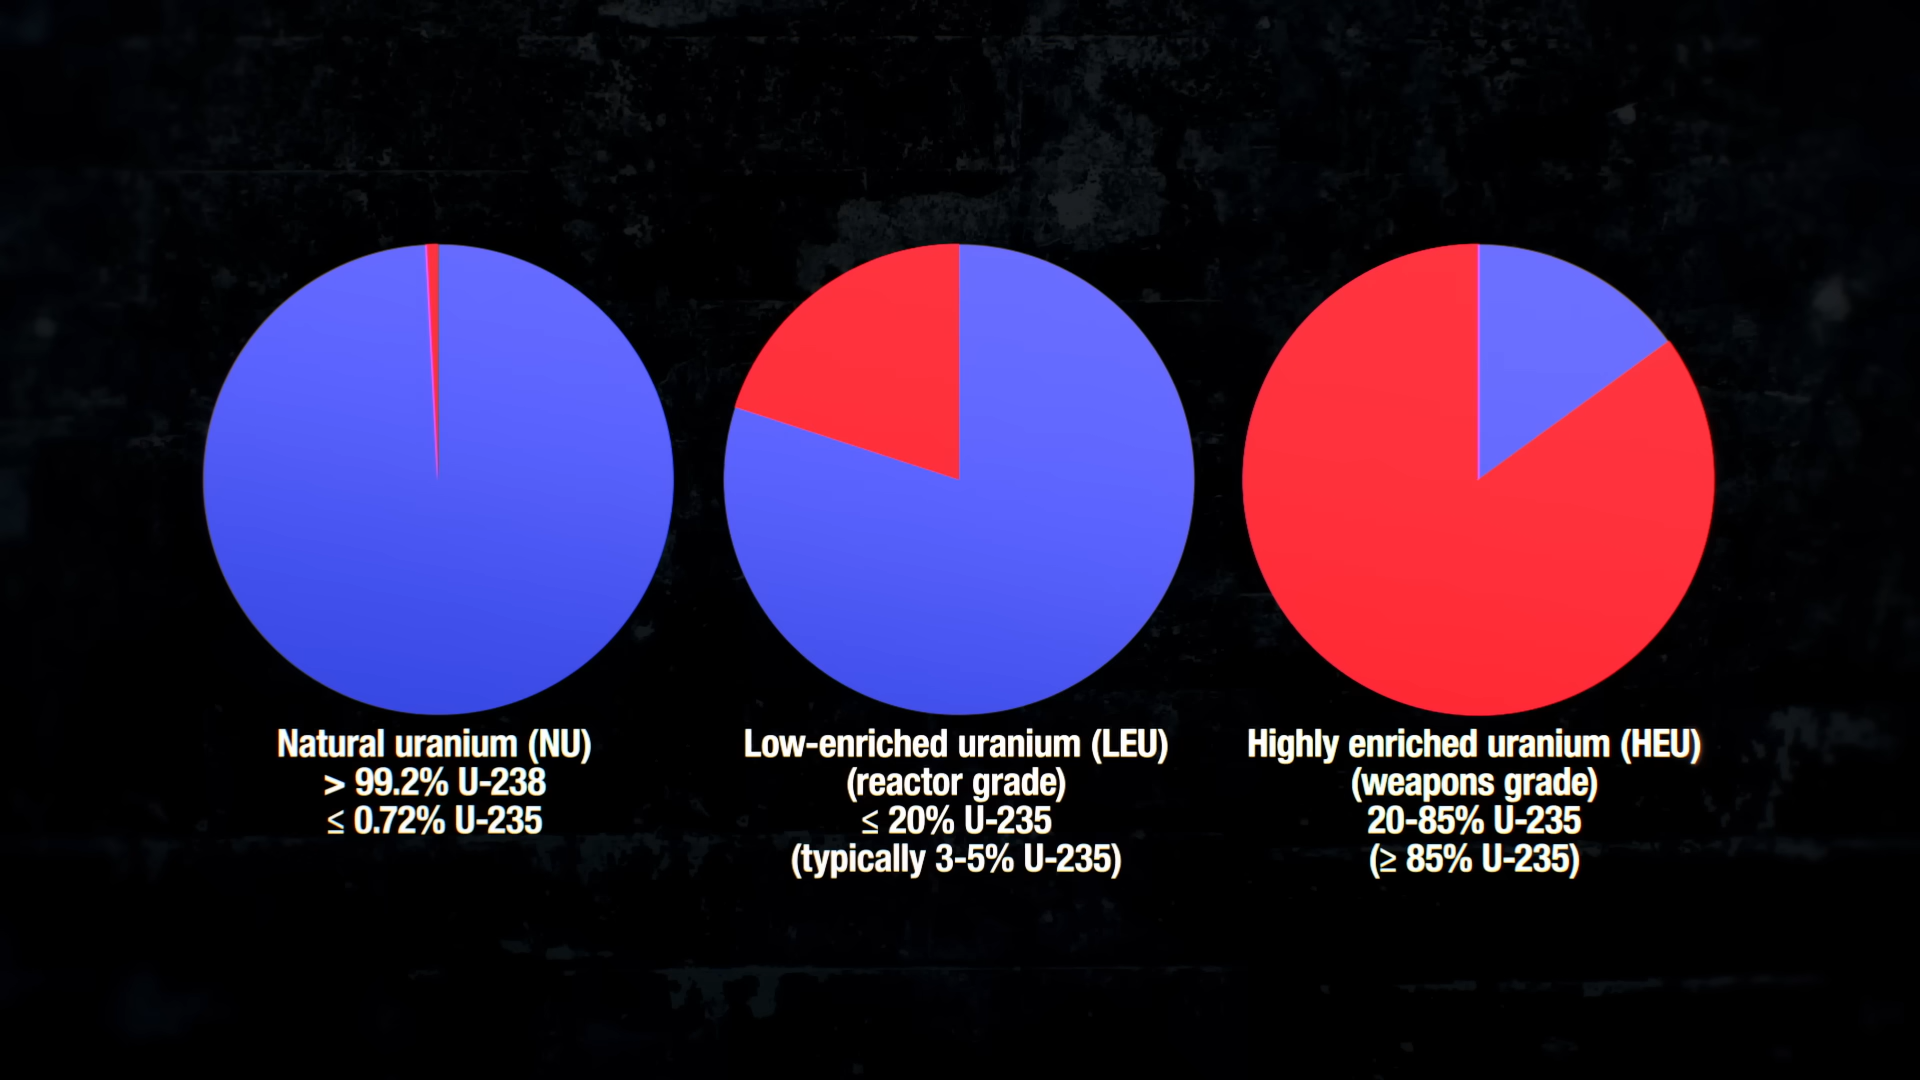 Natural uranium (NU)
> 99.2% U-238
≤ 0.72% U-235
Low-enriched uranium (LEU)
(reactor grade)
≤ 20% U-235
(typically 3-5% U-235)
Highly enriched uranium (HEU)
(weapons grade)
20-85% U-235
(≥ 85% U-235)